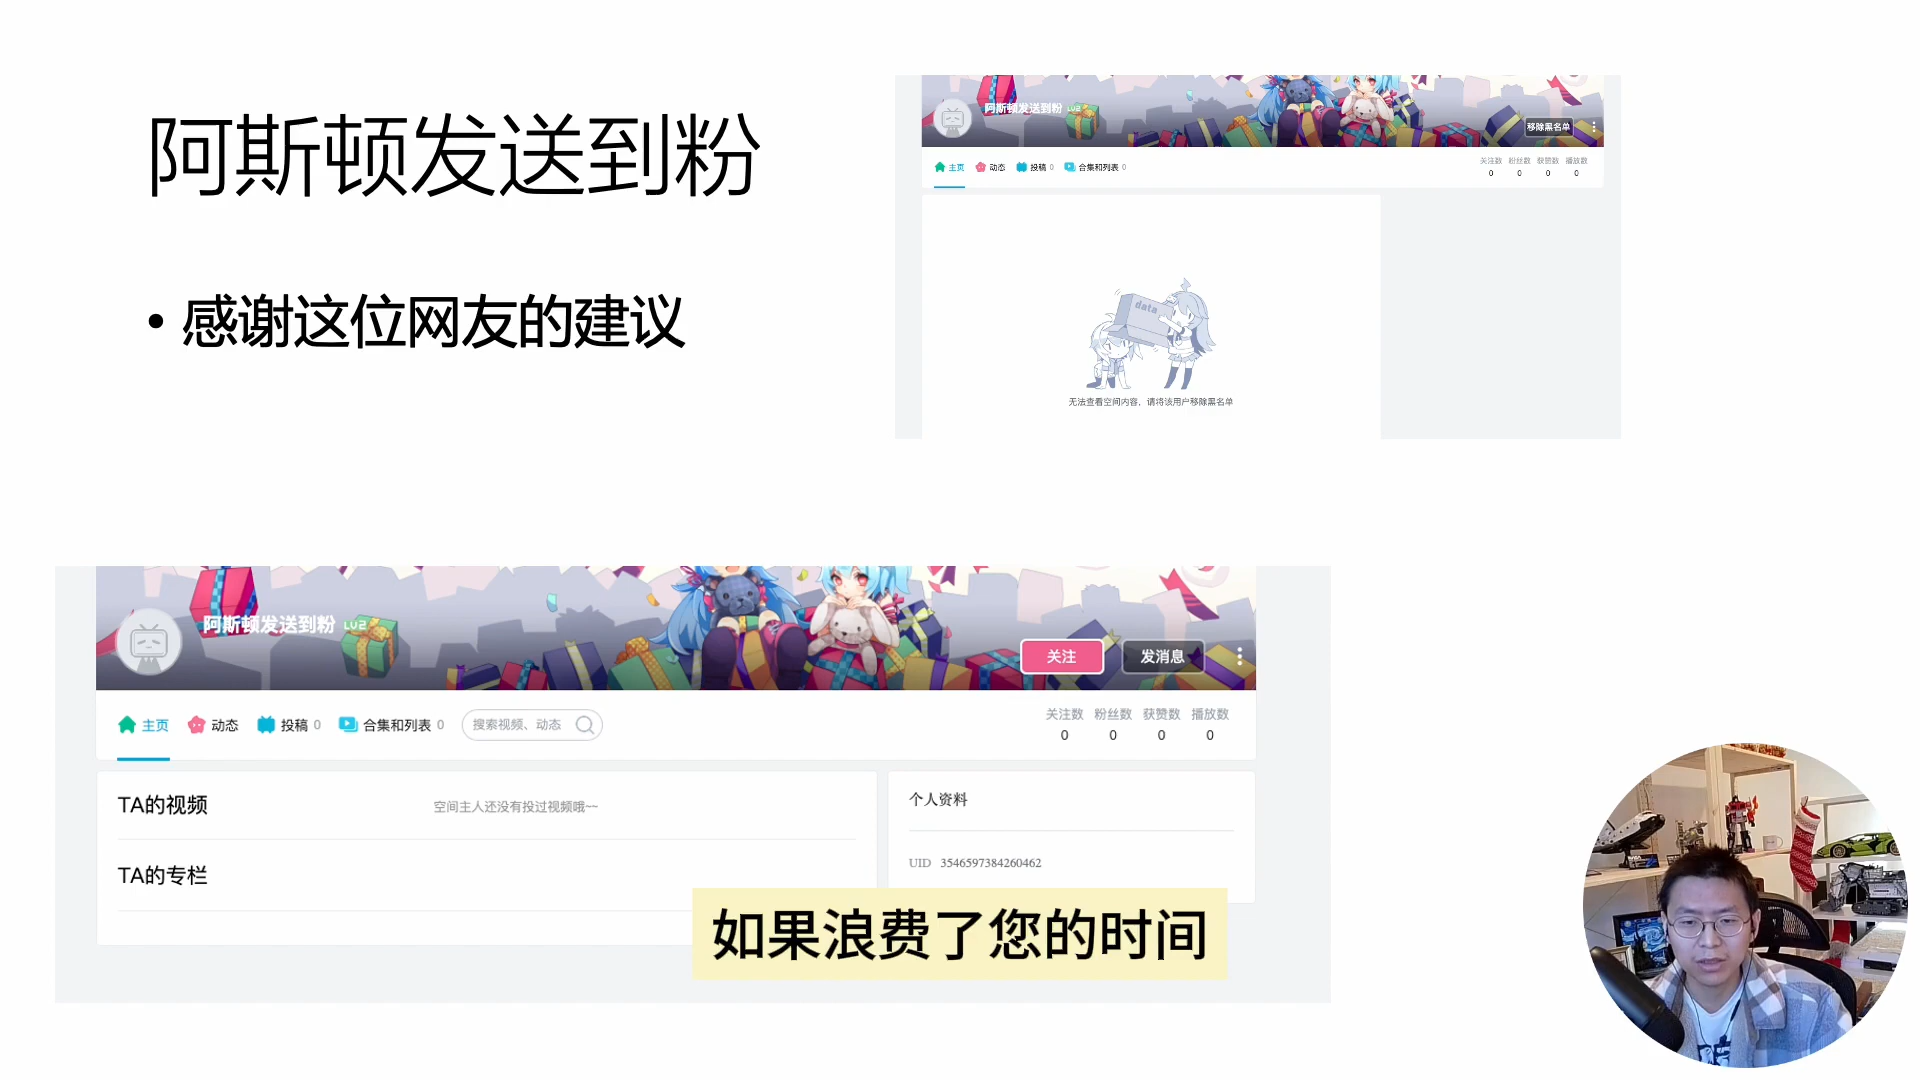 阿斯顿发送到粉
• 感谢这位网友的建议
阿斯顿发送到粉 LV2
移除黑名单
主页 动态 投稿 0 合集和列表 0
关注数 粉丝数 获赞数 播放数
0 0 0 0
data
无法查看空间内容，请将该用户移除黑名单
阿斯顿发送到粉 LV2
关注 发消息
主页 动态 投稿 0 合集和列表 0 搜索视频、动态
关注数 粉丝数 获赞数 播放数
0 0 0 0
TA的视频
空间主人还没有投过视频哦~~
TA的专栏
个人资料
UID 3546597384260462
如果浪费了您的时间